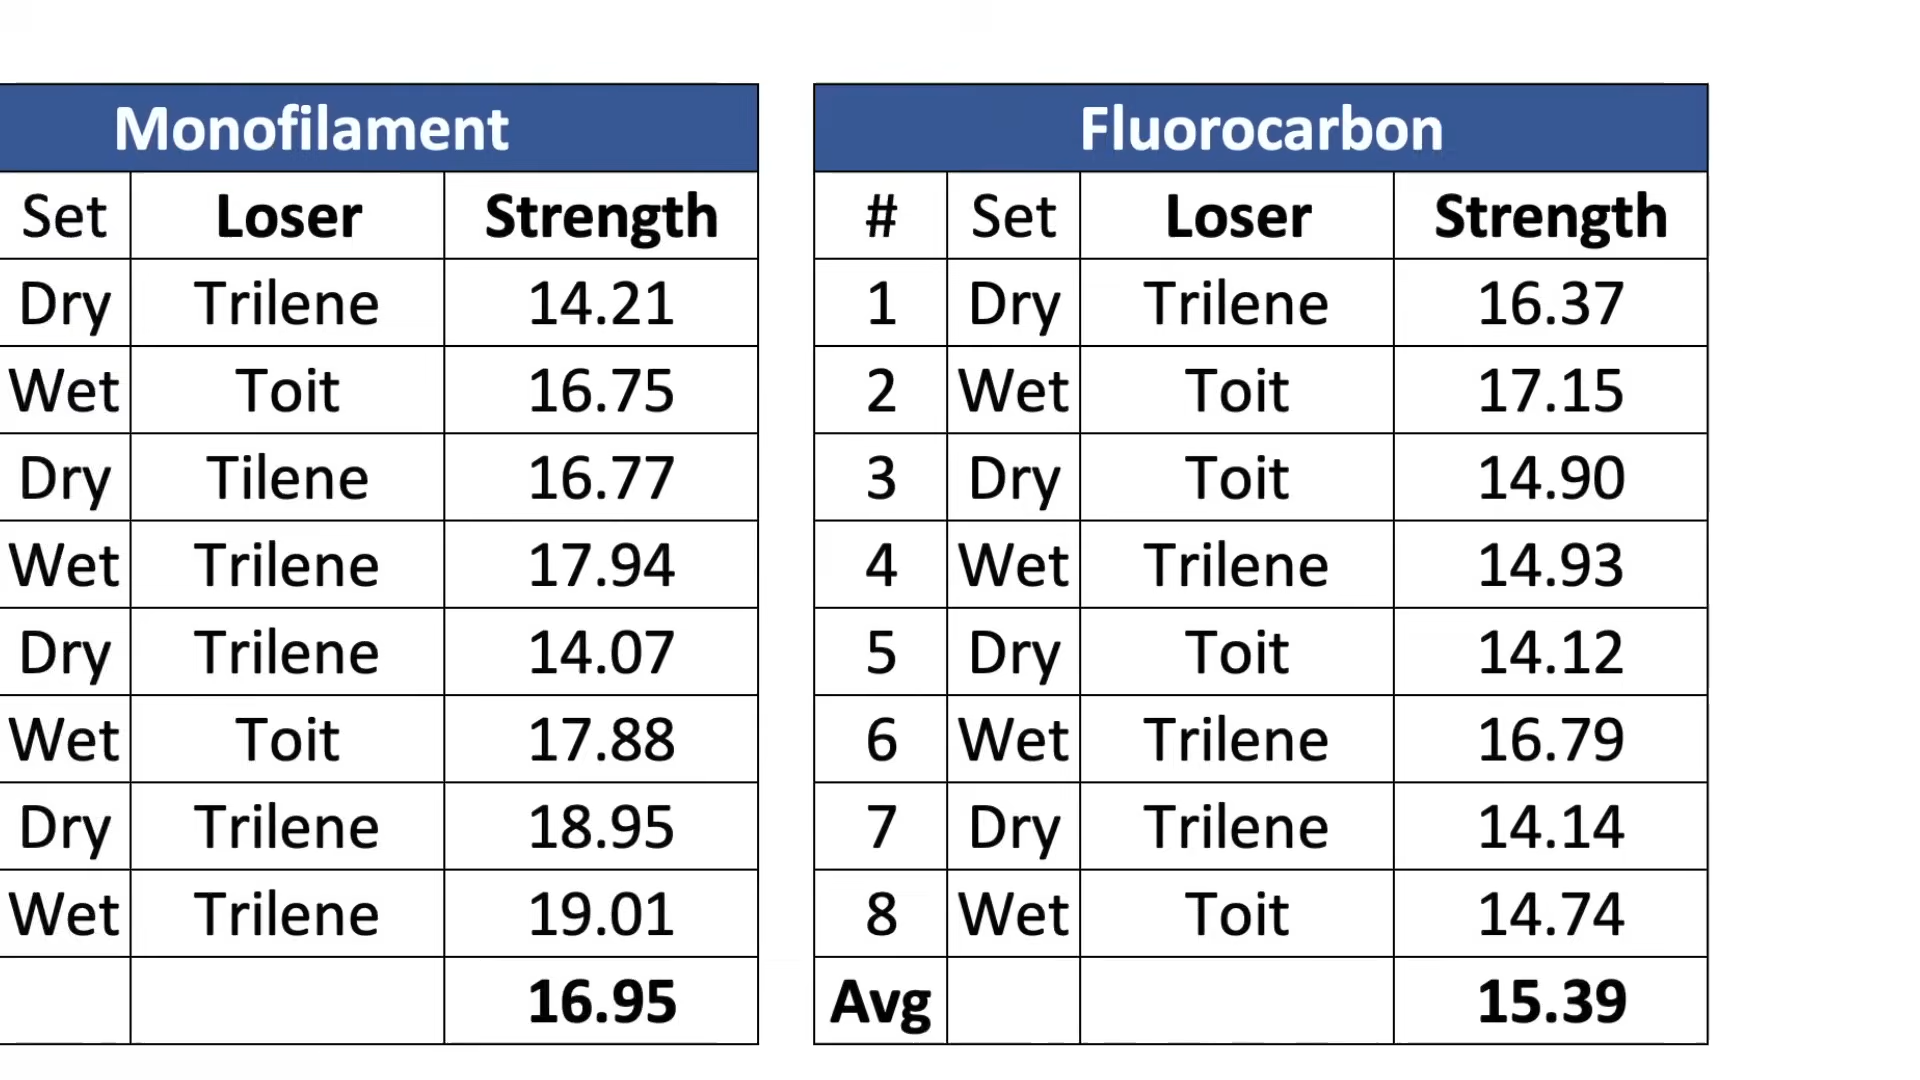 Monofilament
Set Loser Strength
Dry Trilene 14.21
Wet Toit 16.75
Dry Tilene 16.77
Wet Trilene 17.94
Dry Trilene 14.07
Wet Toit 17.88
Dry Trilene 18.95
Wet Trilene 19.01
16.95
Fluorocarbon
# Set Loser Strength
1 Dry Trilene 16.37
2 Wet Toit 17.15
3 Dry Toit 14.90
4 Wet Trilene 14.93
5 Dry Toit 14.12
6 Wet Trilene 16.79
7 Dry Trilene 14.14
8 Wet Toit 14.74
Avg 15.39